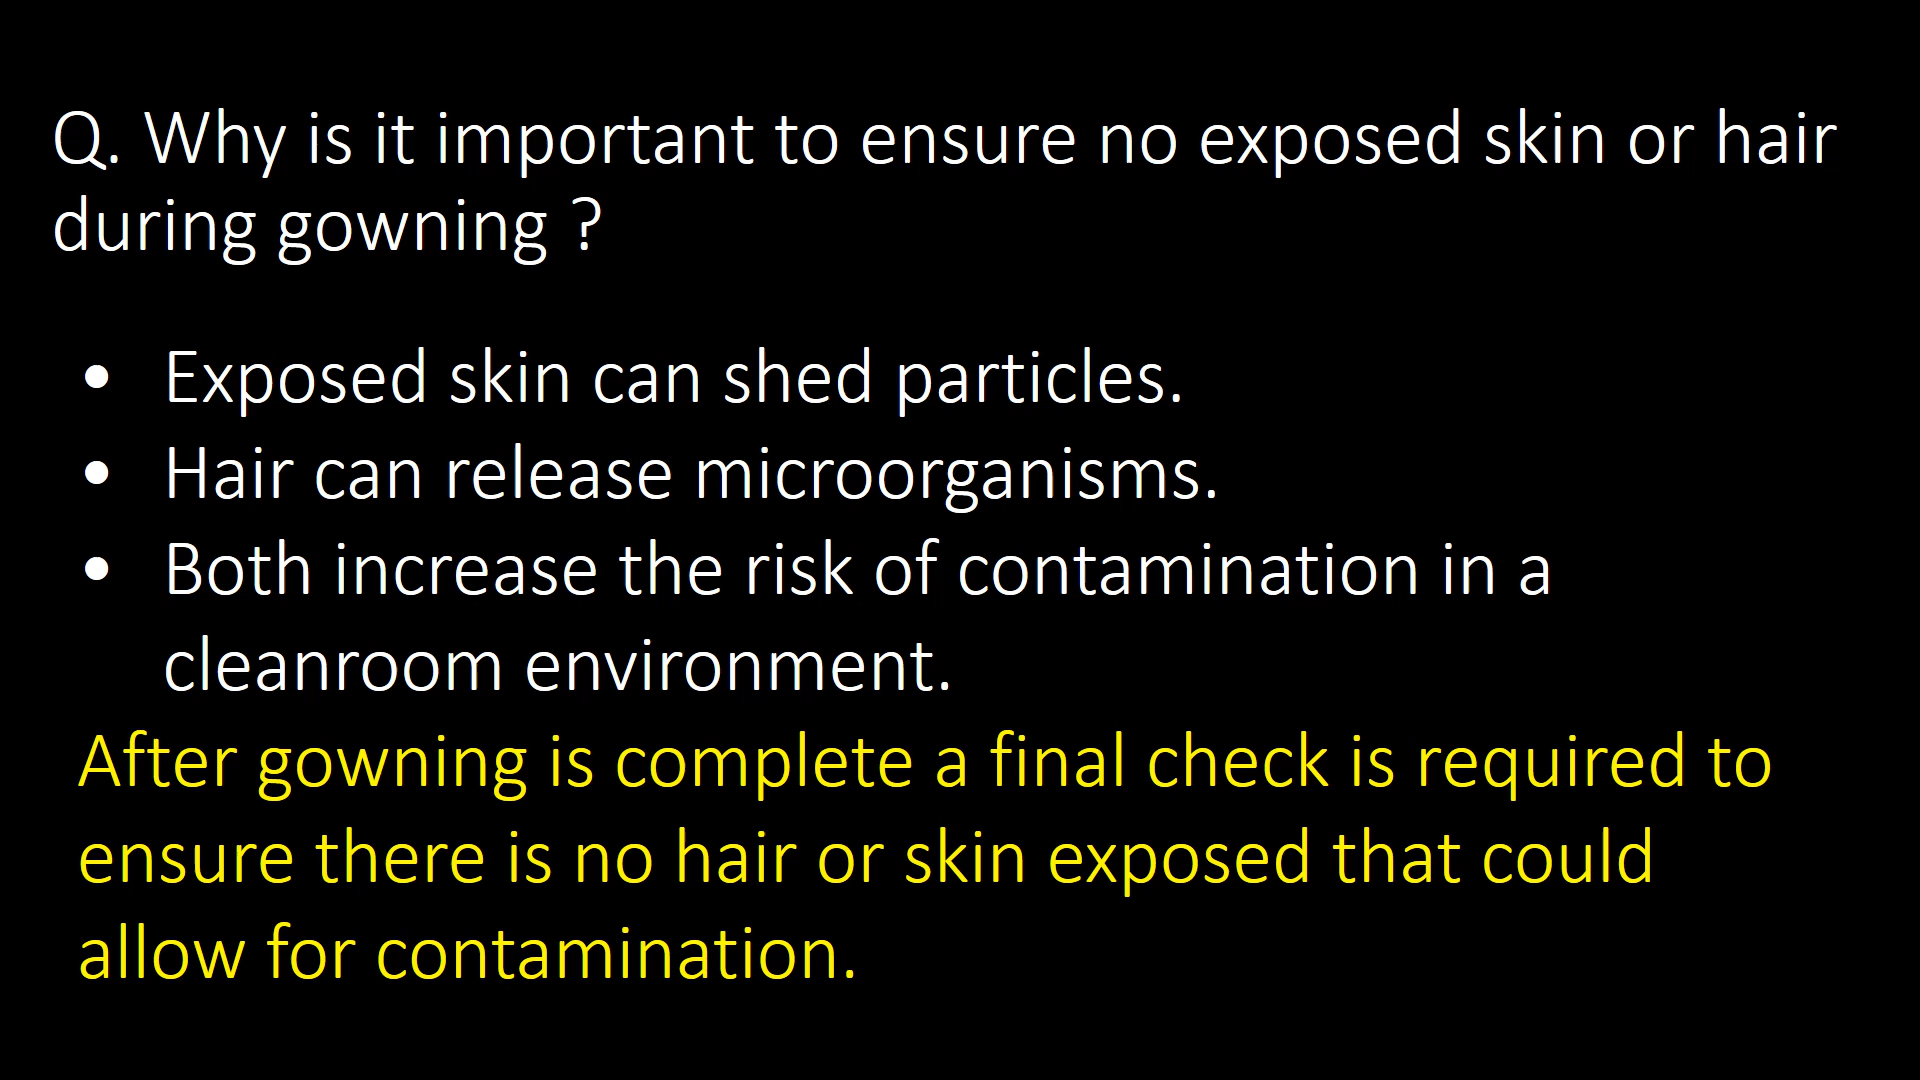 Q. Why is it important to ensure no exposed skin or hair
during gowning ?
• Exposed skin can shed particles.
• Hair can release microorganisms.
• Both increase the risk of contamination in a
cleanroom environment.
After gowning is complete a final check is required to
ensure there is no hair or skin exposed that could
allow for contamination.